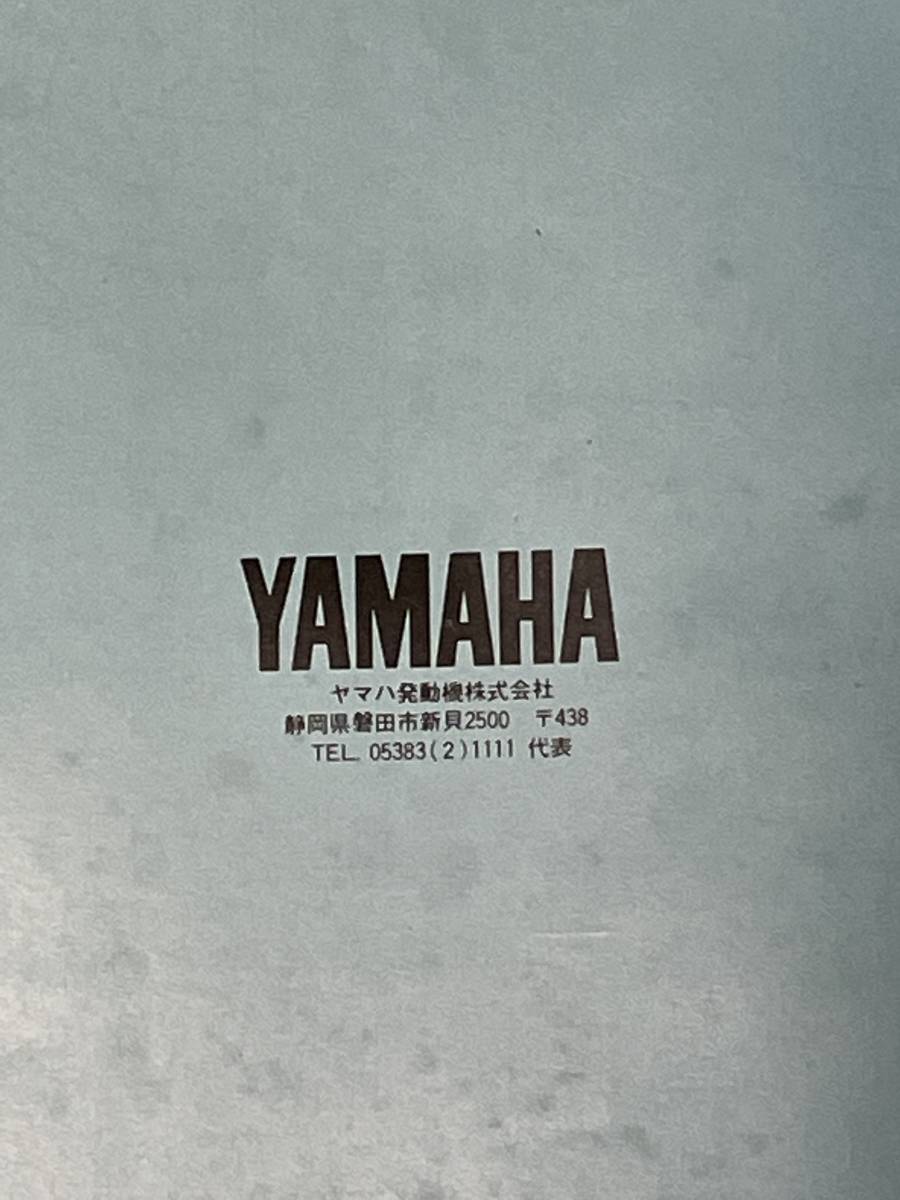 YAMAHA
ヤマハ発動機株式会社
静岡県磐田市新貝2500 〒438
TEL. 05383(2)1111 代表